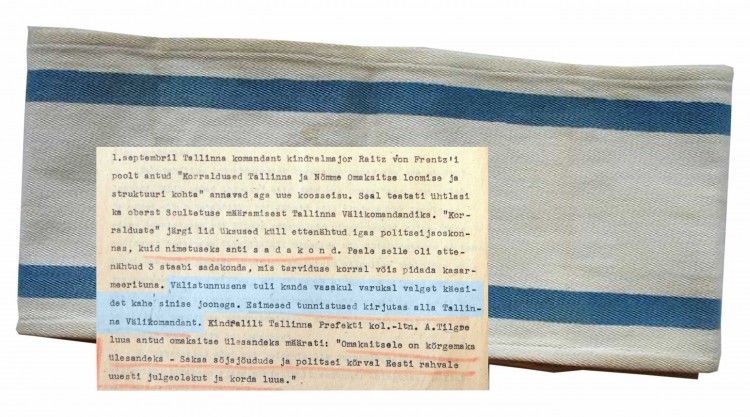 1.septembril Tallinna komandant kindralmajor Raitz von Frentz'i
poolt antud "Korraldused Tallinna ja Nõmme Omakaitse loomise ja
struktuuri kohta" annavad aga uue koosseisu. Seal teatati ühtlasi
ka oberst Scultetuse määramisest Tallinna Välikomandandiks. "Kor-
ralduste" järgi lid üksused küll ettenähtud igas politseijaoskon-
nas, kuid nimetuseks anti s a d a k o n d. Peale selle oli ette-
nähtud 3 staabi sadakonda, mis tarviduse korral võis pidada kasar-
meerituna. Välistunnusena tuli kanda vasakul varukal valget käesi-
det kahe sinise joonega. Esimesed tunnistused kirjutas alla Tallin-
na Välikomandant. Kindralilt Tallinna Prefekti kol.-ltn. A.Tilgse
luua antud omakaitse ülesandeks määrati: "Omakaitsele on kõrgemaks
ülesandeks - Saksa sõjajõudude ja politsei kõrvel Eesti rahvale
uuesti julgeolekut ja korda luua."